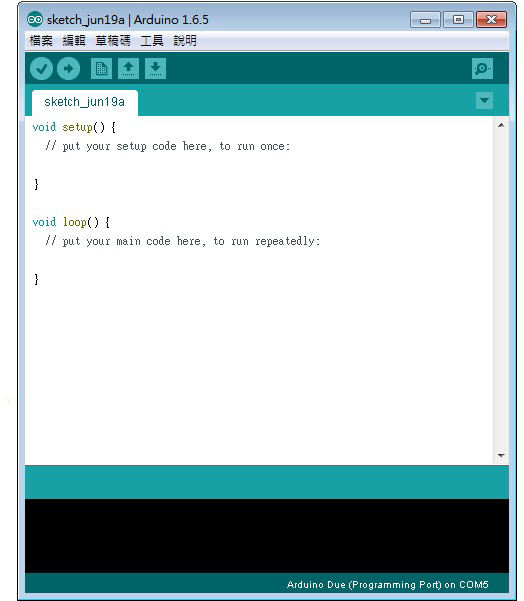 sketch_jun19a | Arduino 1.6.5
檔案 編輯 草稿碼 工具 說明
sketch_jun19a
void setup() {
// put your setup code here, to run once:
}
void loop() {
// put your main code here, to run repeatedly:
}
Arduino Due (Programming Port) on COM5